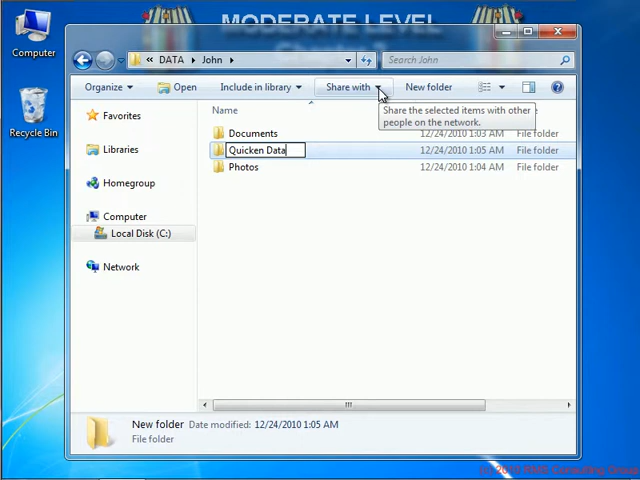 MODERATE LEVEL
Computer
Recycle Bin
« DATA ▸ John ▸
Search John
Organize
Open
Include in library
Share with
New folder
Share the selected items with other
people on the network.
Favorites
Libraries
Homegroup
Computer
Local Disk (C:)
Network
Name
Documents 12/24/2010 1:03 AM File folder
Quicken Data 12/24/2010 1:05 AM File folder
Photos 12/24/2010 1:04 AM File folder
New folder Date modified: 12/24/2010 1:05 AM
File folder
(c) 2010 RMS Consulting Group